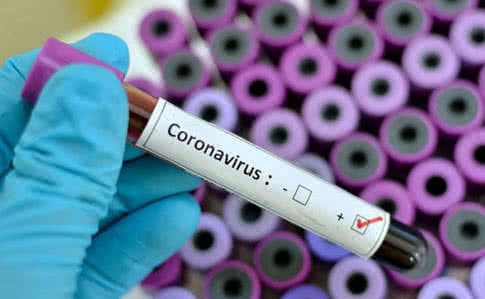 Coronavirus : - ☐ + ☑